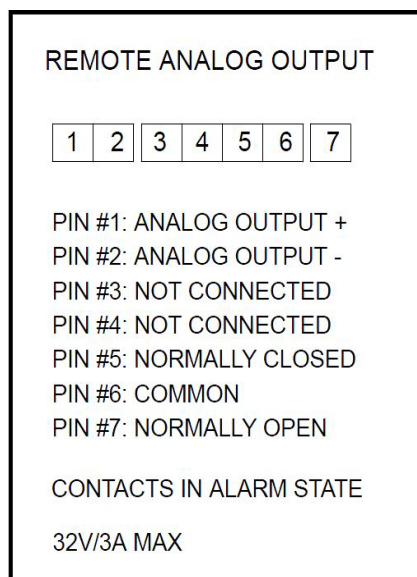 REMOTE ANALOG OUTPUT
1 2 3 4 5 6 7
PIN #1: ANALOG OUTPUT +
PIN #2: ANALOG OUTPUT -
PIN #3: NOT CONNECTED
PIN #4: NOT CONNECTED
PIN #5: NORMALLY CLOSED
PIN #6: COMMON
PIN #7: NORMALLY OPEN
CONTACTS IN ALARM STATE
32V/3A MAX